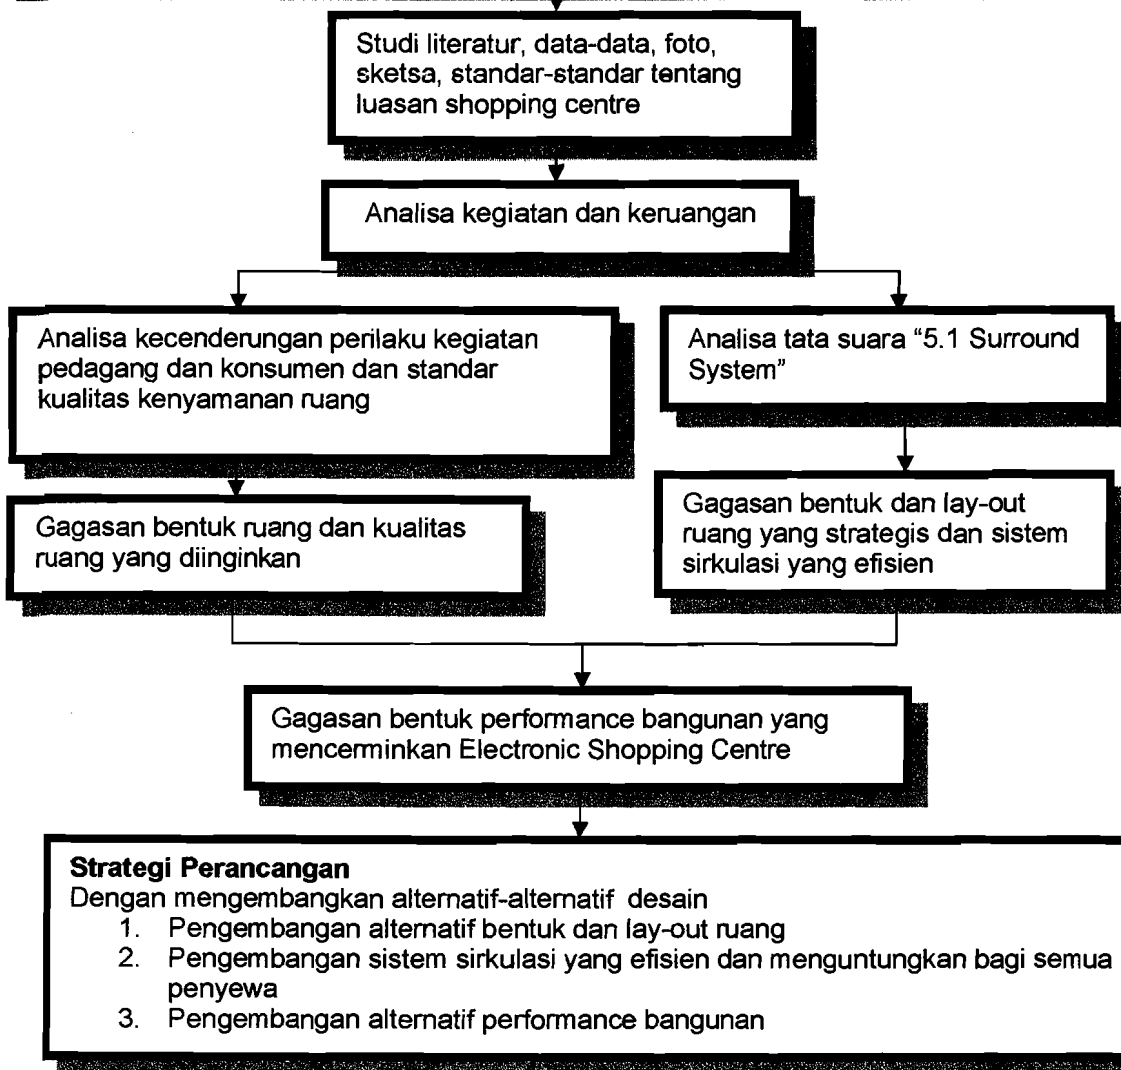 Studi literatur, data-data, foto,
sketsa, standar-standar tentang
luasan shopping centre
Analisa kegiatan dan keruangan
Analisa kecenderungan perilaku kegiatan
pedagang dan konsumen dan standar
kualitas kenyamanan ruang
Analisa tata suara “5.1 Surround
System”
Gagasan bentuk ruang dan kualitas
ruang yang diinginkan
Gagasan bentuk dan lay-out
ruang yang strategis dan sistem
sirkulasi yang efisien
Gagasan bentuk performance bangunan yang
mencerminkan Electronic Shopping Centre
Strategi Perancangan
Dengan mengembangkan alternatif-alternatif desain
1. Pengembangan alternatif bentuk dan lay-out ruang
2. Pengembangan sistem sirkulasi yang efisien dan menguntungkan bagi semua
penyewa
3. Pengembangan alternatif performance bangunan